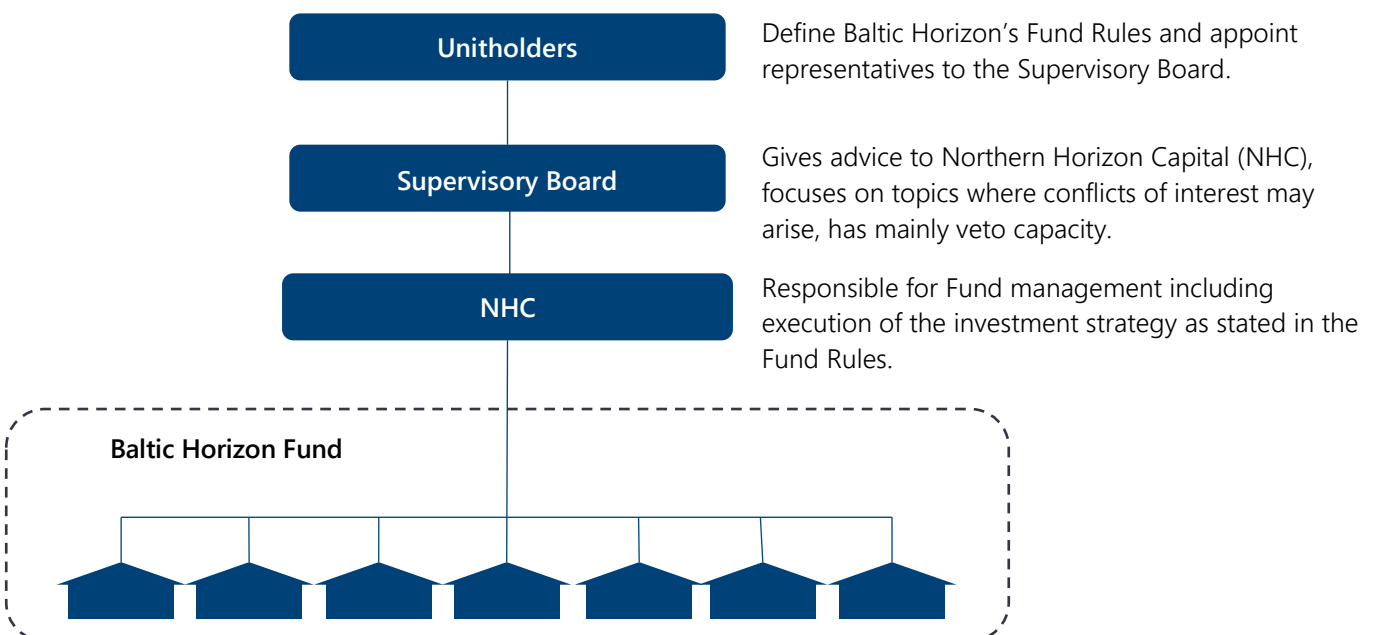 Unitholders
Define Baltic Horizon’s Fund Rules and appoint
representatives to the Supervisory Board.
Supervisory Board
Gives advice to Northern Horizon Capital (NHC),
focuses on topics where conflicts of interest may
arise, has mainly veto capacity.
NHC
Responsible for Fund management including
execution of the investment strategy as stated in the
Fund Rules.
Baltic Horizon Fund